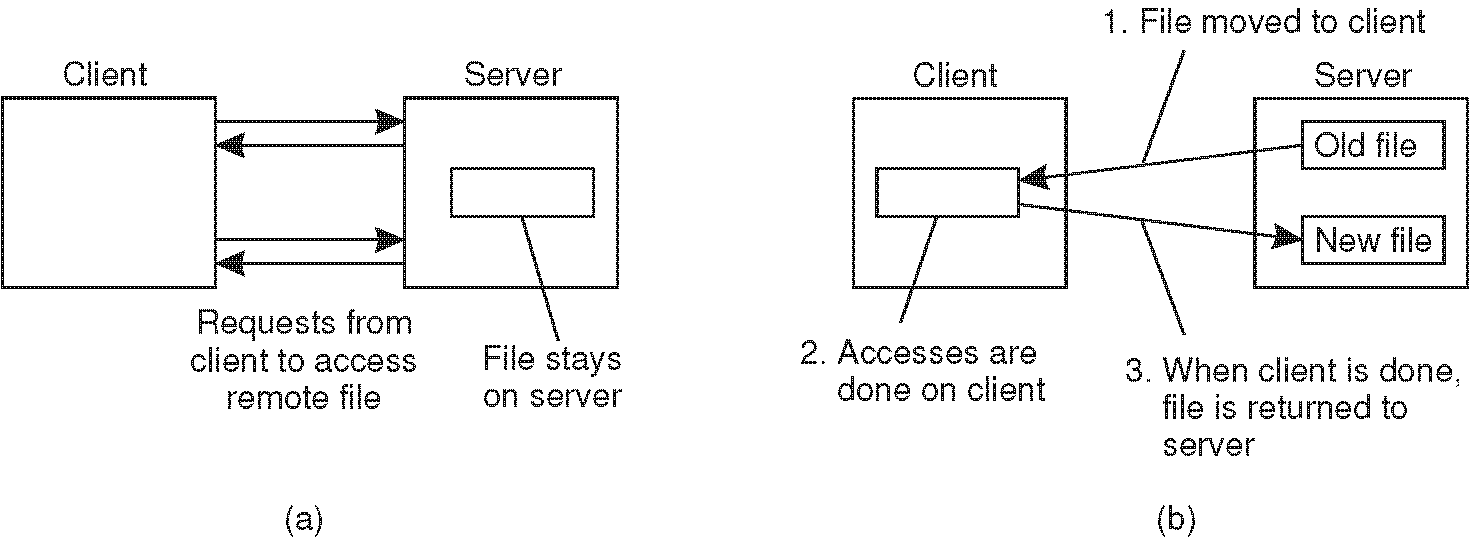 Client
Server
Requests from
client to access
remote file
File stays
on server
(a)
1. File moved to client
Client
Server
Old file
New file
2. Accesses are
done on client
3. When client is done,
file is returned to
server
(b)